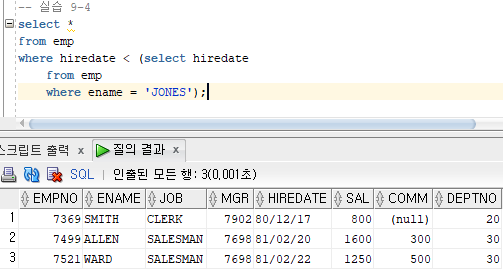 -- 실습 9-4
select *
from emp
where hiredate < (select hiredate
from emp
where ename = 'JONES');
스크립트 출력 x 질의 결과 x
SQL | 인출된 모든 행: 3(0,001초)
EMPNO ENAME JOB MGR HIREDATE SAL COMM DEPTNO
1 7369 SMITH CLERK 7902 80/12/17 800 (null) 20
2 7499 ALLEN SALESMAN 7698 81/02/20 1600 300 30
3 7521 WARD SALESMAN 7698 81/02/22 1250 500 30